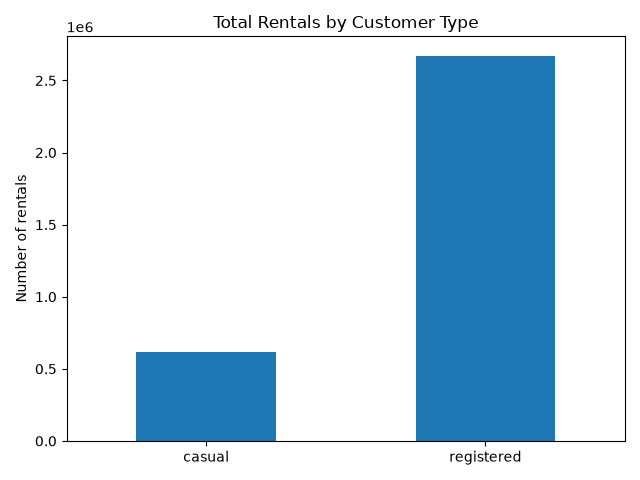 Total Rentals by Customer Type
1e6
2.5
2.0
1.5
1.0
0.5
0.0
Number of rentals
casual registered